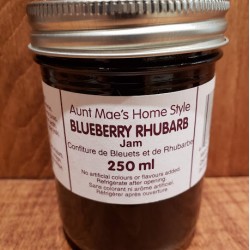 Aunt Mae's Home Style
BLUEBERRY RHUBARB
Jam
Confiture de Bleuets et de Rhubarbe
250 ml
No artificial colours or flavours added.
Refrigerate after opening.
Sans colorant ni arôme artificial.
Réfrigérer après ouverture.